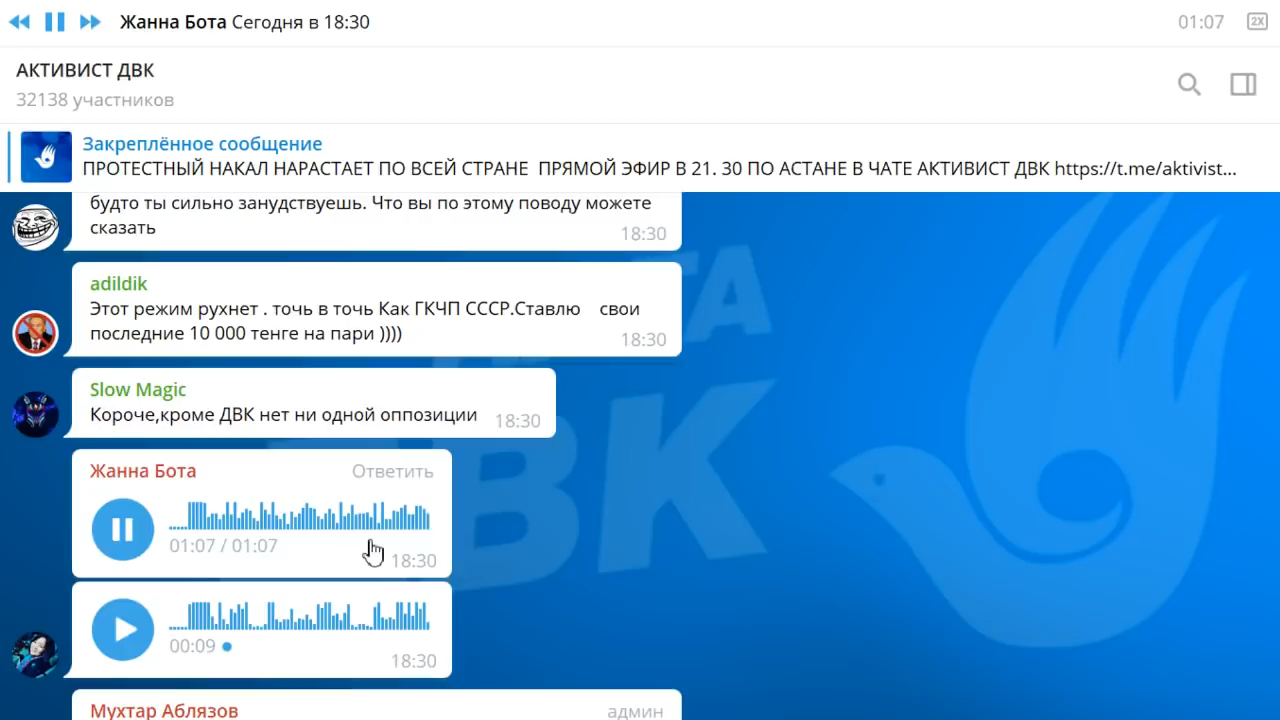 Жанна Бота Сегодня в 18:30
01:07
2X
АКТИВИСТ ДВК
32138 участников
Закреплённое сообщение
ПРОТЕСТНЫЙ НАКАЛ НАРАСТАЕТ ПО ВСЕЙ СТРАНЕ ПРЯМОЙ ЭФИР В 21. 30 ПО АСТАНЕ В ЧАТЕ АКТИВИСТ ДВК https://t.me/aktivist...
будто ты сильно занудствуешь. Что вы по этому поводу можете
сказать
18:30
adildik
Этот режим рухнет . точь в точь Как ГКЧП СССР.Ставлю свои
последние 10 000 тенге на пари ))))
18:30
Slow Magic
Короче,кроме ДВК нет ни одной оппозиции
18:30
Жанна Бота
Ответить
01:07 / 01:07
18:30
00:09
18:30
Мухтар Аблязов
админ
ДВК